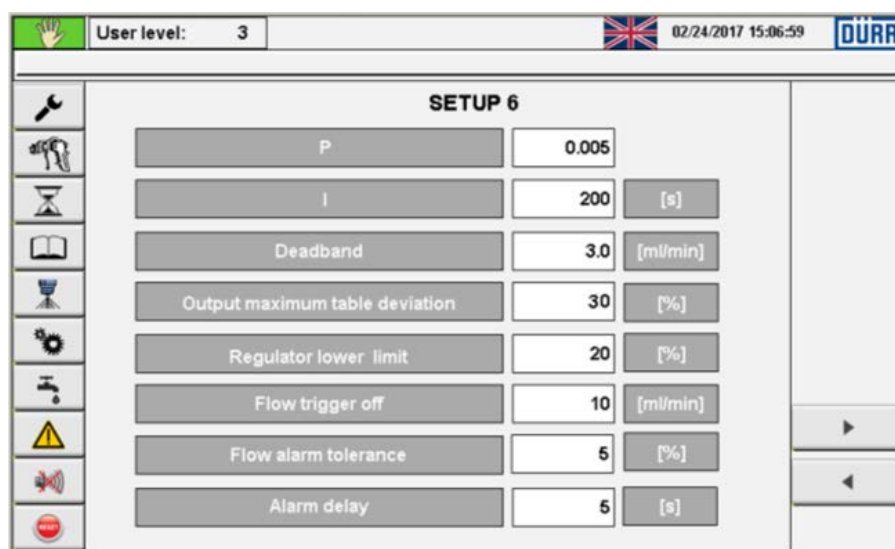 User level: 3 02/24/2017 15:06:59 DÜRR
SETUP 6
P 0.005
I 200 [s]
Deadband 3.0 [ml/min]
Output maximum table deviation 30 [%]
Regulator lower limit 20 [%]
Flow trigger off 10 [ml/min]
Flow alarm tolerance 5 [%]
Alarm delay 5 [s]
RESET